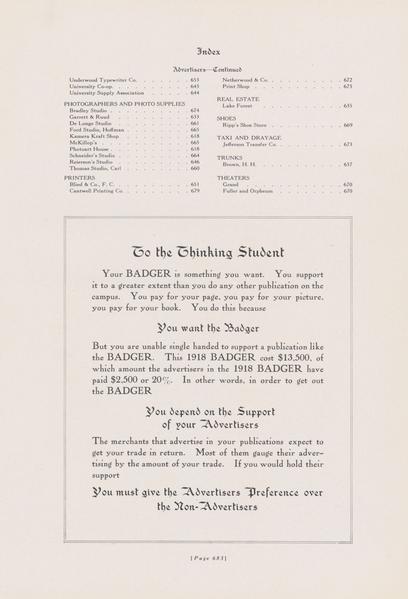 Index
Advertisers—Continued
Underwood Typewriter Co. . . . . . . . 653
University Co-op. . . . . . . . . 645
University Supply Association . . . . . . 644
PHOTOGRAPHERS AND PHOTO SUPPLIES
Bradley Studio . . . . . . . . . 674
Garrett & Ruud . . . . . . . . . 653
De Longe Studio . . . . . . . . . 661
Ford Studio, Hoffman . . . . . . . . 665
Kamera Kraft Shop . . . . . . . . 658
McKillop's . . . . . . . . . 665
Photoart House . . . . . . . . . 658
Schneider's Studio . . . . . . . . 664
Reierson's Studio . . . . . . . . 646
Thomas Studio, Carl . . . . . . . . 660
PRINTERS
Blied & Co., F. C. . . . . . . . . 651
Cantwell Printing Co. . . . . . . . 679
Netherwood & Co. . . . . . . . . 672
Print Shop . . . . . . . . . 675
REAL ESTATE
Lake Forest . . . . . . . . . 635
SHOES
Ripp's Shoe Store . . . . . . . . 669
TAXI AND DRAYAGE
Jefferson Transfer Co. . . . . . . . 673
TRUNKS
Brown, H. H. . . . . . . . . 637
THEATERS
Grand . . . . . . . . . 670
Fuller and Orpheum . . . . . . . . 670
To the Thinking Student
Your BADGER is something you want. You support
it to a greater extent than you do any other publication on the
campus. You pay for your page, you pay for your picture,
you pay for your book. You do this because
You want the Badger
But you are unable single handed to support a publication like
the BADGER. This 1918 BADGER cost $13,500, of
which amount the advertisers in the 1918 BADGER have
paid $2,500 or 20%. In other words, in order to get out
the BADGER
You depend on the Support
of your Advertisers
The merchants that advertise in your publications expect to
get your trade in return. Most of them gauge their adver-
tising by the amount of your trade. If you would hold their
support
You must give the Advertisers Preference over
the Non-Advertisers
[Page 683]